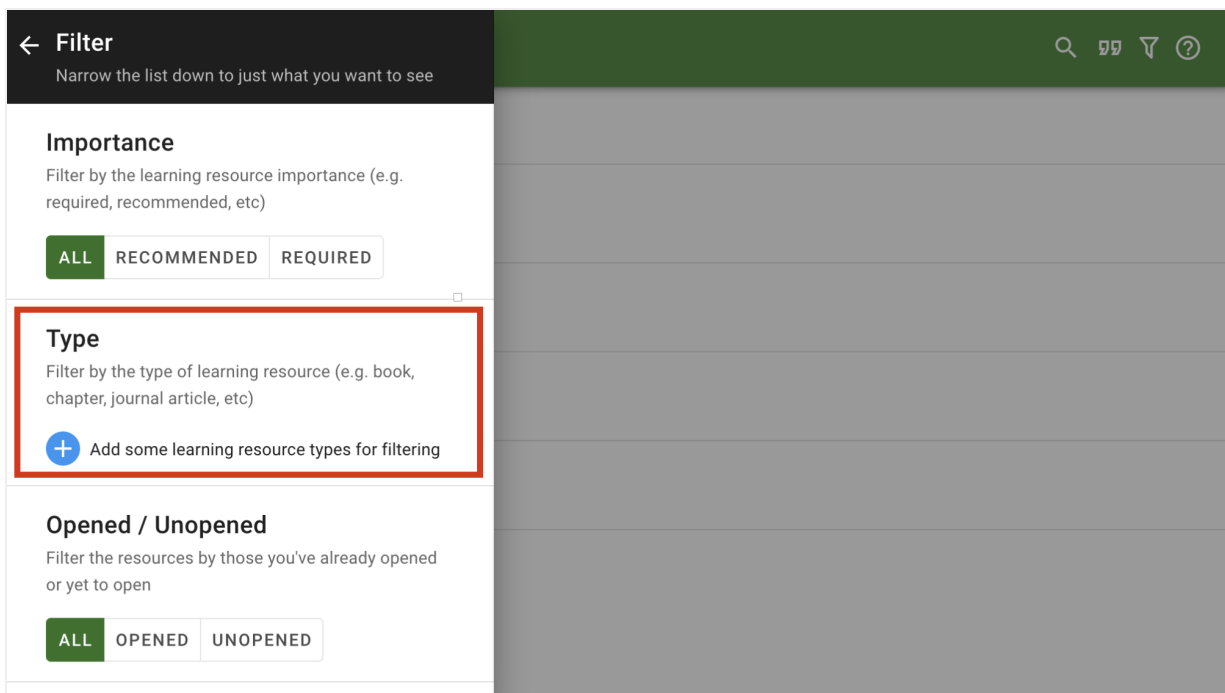 Filter
Narrow the list down to just what you want to see
Importance
Filter by the learning resource importance (e.g.
required, recommended, etc)
ALL RECOMMENDED REQUIRED
Type
Filter by the type of learning resource (e.g. book,
chapter, journal article, etc)
Add some learning resource types for filtering
Opened / Unopened
Filter the resources by those you've already opened
or yet to open
ALL OPENED UNOPENED